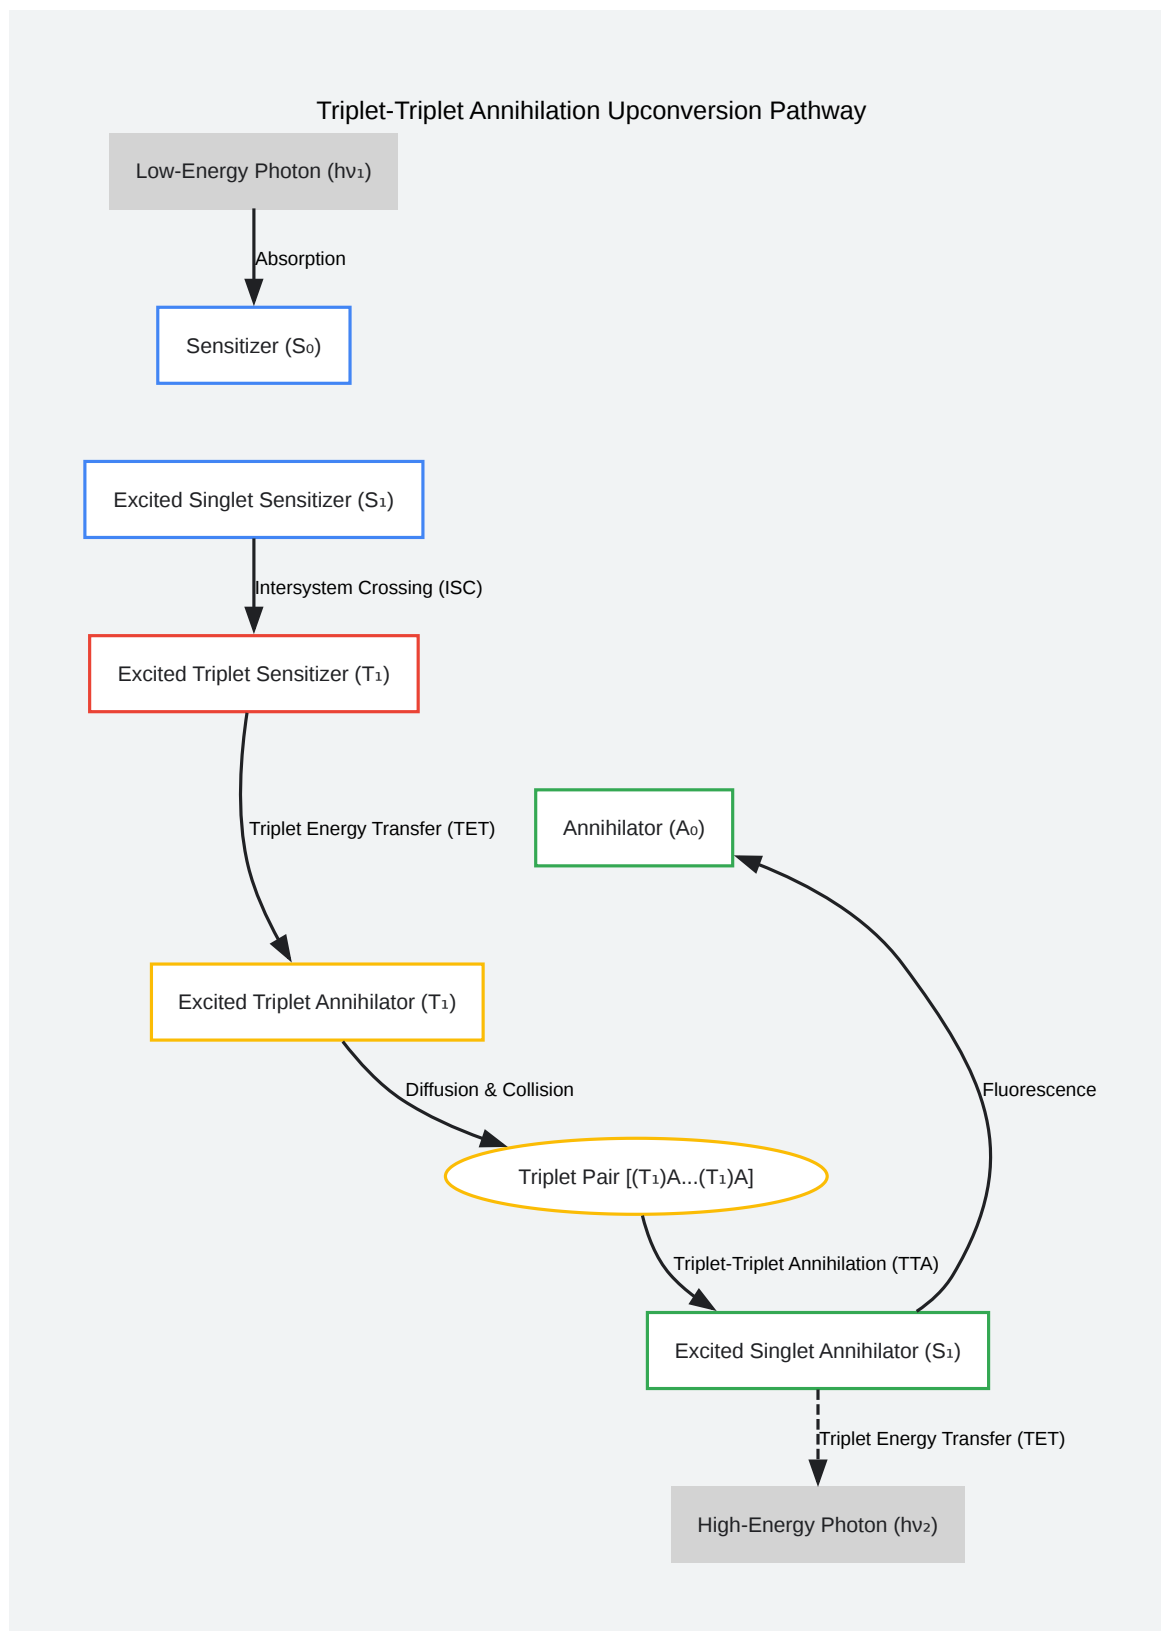 Triplet-Triplet Annihilation Upconversion Pathway
Low-Energy Photon (hν₁)
Absorption
Sensitizer (S₀)
Excited Singlet Sensitizer (S₁)
Intersystem Crossing (ISC)
Excited Triplet Sensitizer (T₁)
Triplet Energy Transfer (TET)
Annihilator (A₀)
Excited Triplet Annihilator (T₁)
Diffusion & Collision
Fluorescence
Triplet Pair [(T₁)A...(T₁)A]
Triplet-Triplet Annihilation (TTA)
Excited Singlet Annihilator (S₁)
Triplet Energy Transfer (TET)
High-Energy Photon (hν₂)